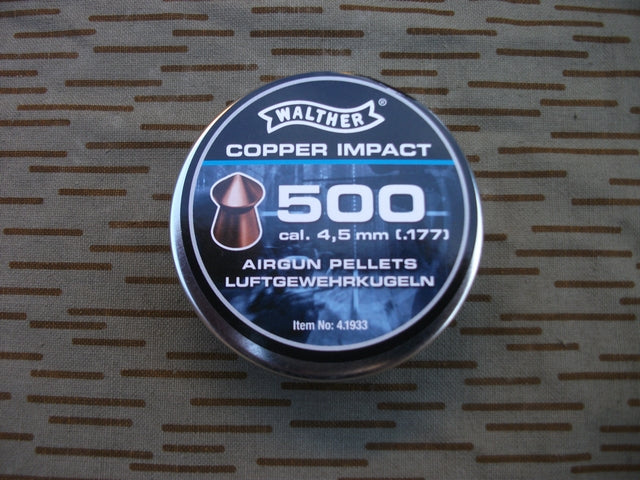 WALTHER®
COPPER IMPACT
500
cal. 4,5 mm (.177)
AIRGUN PELLETS
LUFTGEWEHRKUGELN
Item No: 4.1933